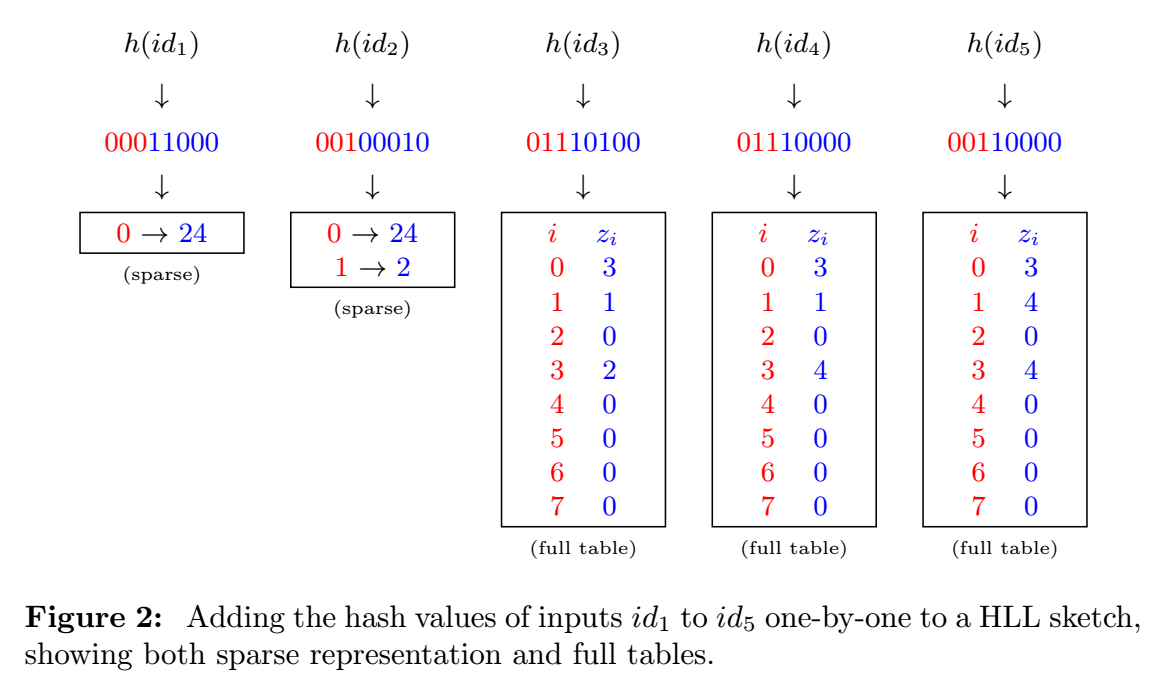 h(id₁) h(id₂) h(id₃) h(id₄) h(id₅)
↓ ↓ ↓ ↓ ↓
00011000 00100010 01110100 01110000 00110000
↓ ↓ ↓ ↓ ↓
0 → 24
(sparse)
0 → 24
1 → 2
(sparse)
i zᵢ
0 3
1 1
2 0
3 2
4 0
5 0
6 0
7 0
(full table)
i zᵢ
0 3
1 1
2 0
3 4
4 0
5 0
6 0
7 0
(full table)
i zᵢ
0 3
1 4
2 0
3 4
4 0
5 0
6 0
7 0
(full table)
Figure 2: Adding the hash values of inputs id₁ to id₅ one-by-one to a HLL sketch,
showing both sparse representation and full tables.